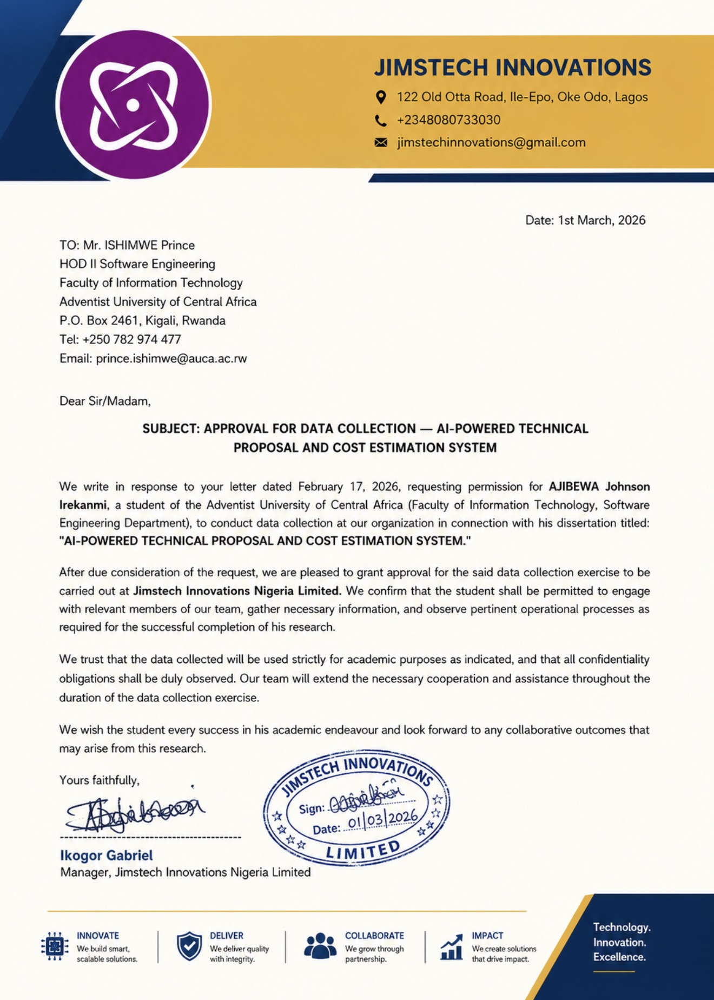 JIMSTECH INNOVATIONS
122 Old Otta Road, Ile-Epo, Oke Odo, Lagos
+2348080733030
jimstechinnovations@gmail.com
Date: 1st March, 2026
TO: Mr. ISHIMWE Prince
HOD II Software Engineering
Faculty of Information Technology
Adventist University of Central Africa
P.O. Box 2461, Kigali, Rwanda
Tel: +250 782 974 477
Email: prince.ishimwe@auca.ac.rw
Dear Sir/Madam,
SUBJECT: APPROVAL FOR DATA COLLECTION — AI-POWERED TECHNICAL
PROPOSAL AND COST ESTIMATION SYSTEM
We write in response to your letter dated February 17, 2026, requesting permission for AJIBEWA Johnson
Irekanmi, a student of the Adventist University of Central Africa (Faculty of Information Technology, Software
Engineering Department), to conduct data collection at our organization in connection with his dissertation titled:
"AI-POWERED TECHNICAL PROPOSAL AND COST ESTIMATION SYSTEM."
After due consideration of the request, we are pleased to grant approval for the said data collection exercise to be
carried out at Jimstech Innovations Nigeria Limited. We confirm that the student shall be permitted to engage
with relevant members of our team, gather necessary information, and observe pertinent operational processes as
required for the successful completion of his research.
We trust that the data collected will be used strictly for academic purposes as indicated, and that all confidentiality
obligations shall be duly observed. Our team will extend the necessary cooperation and assistance throughout the
duration of the data collection exercise.
We wish the student every success in his academic endeavour and look forward to any collaborative outcomes that
may arise from this research.
Yours faithfully,
JIMSTECH INNOVATIONS
Sign:
Date: 01|03|2026
LIMITED
Ikogor Gabriel
Manager, Jimstech Innovations Nigeria Limited
INNOVATE
We build smart,
scalable solutions.
DELIVER
We deliver quality
with integrity.
COLLABORATE
We grow through
partnership.
IMPACT
We create solutions
that drive impact.
Technology.
Innovation.
Excellence.